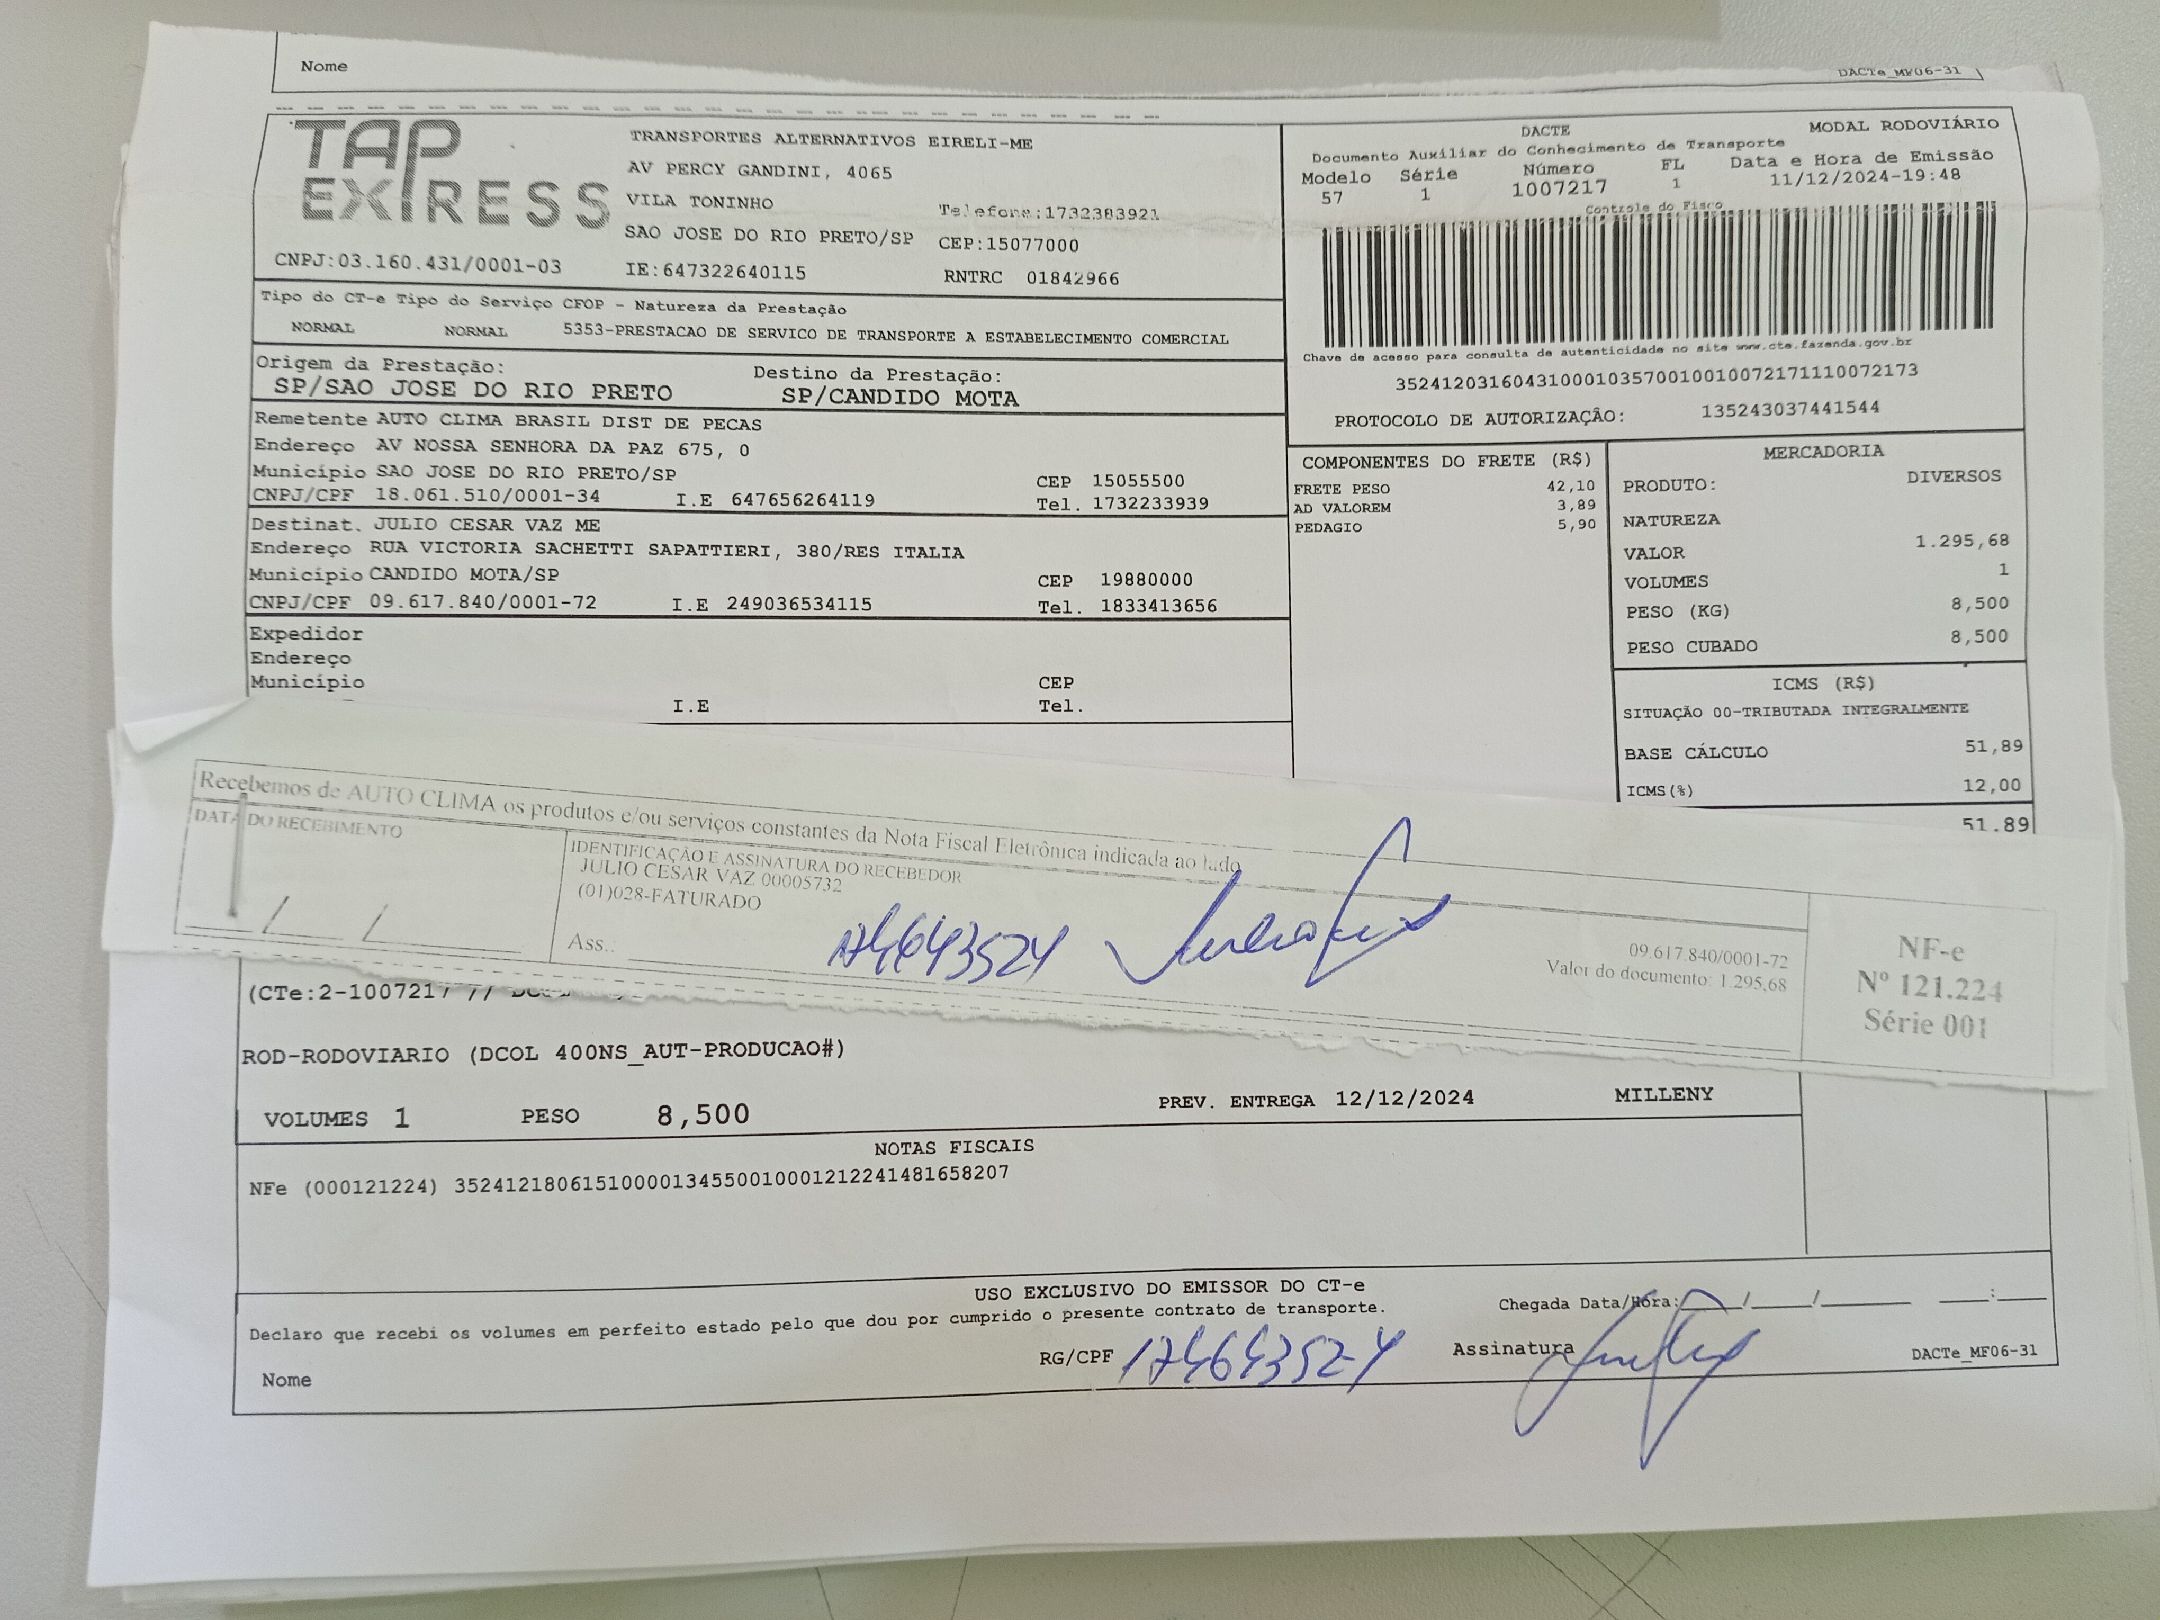 Nome
DACTe_MF06-31
TAP EXPRESS
TRANSPORTES ALTERNATIVOS EIRELI-ME
AV PERCY GANDINI, 4065
VILA TONINHO
Telefone:1732383921
SAO JOSE DO RIO PRETO/SP CEP:15077000
CNPJ:03.160.431/0001-03 IE:647322640115 RNTRC 01842966
DACTE MODAL RODOVIÁRIO
Documento Auxiliar do Conhecimento de Transporte
Modelo Série Número FL Data e Hora de Emissão
57 1 1007217 1 11/12/2024-19:48
Controle do Fisco
Chave de acesso para consulta de autenticidade no site www.cte.fazenda.gov.br
35241203160431000103570010010072171110072173
PROTOCOLO DE AUTORIZAÇÃO: 135243037441544
Tipo do CT-e Tipo do Serviço CFOP - Natureza da Prestação
NORMAL NORMAL 5353-PRESTACAO DE SERVICO DE TRANSPORTE A ESTABELECIMENTO COMERCIAL
Origem da Prestação: Destino da Prestação:
SP/SAO JOSE DO RIO PRETO SP/CANDIDO MOTA
Remetente AUTO CLIMA BRASIL DIST DE PECAS
Endereço AV NOSSA SENHORA DA PAZ 675, 0
Município SAO JOSE DO RIO PRETO/SP CEP 15055500
CNPJ/CPF 18.061.510/0001-34 I.E 647656264119 Tel. 1732233939
Destinat. JULIO CESAR VAZ ME
Endereço RUA VICTORIA SACHETTI SAPATTIERI, 380/RES ITALIA
Município CANDIDO MOTA/SP CEP 19880000
CNPJ/CPF 09.617.840/0001-72 I.E 249036534115 Tel. 1833413656
Expedidor
Endereço
Município CEP
I.E Tel.
COMPONENTES DO FRETE (R$)
FRETE PESO 42,10
AD VALOREM 3,89
PEDAGIO 5,90
MERCADORIA
PRODUTO: DIVERSOS
NATUREZA
VALOR 1.295,68
VOLUMES 1
PESO (KG) 8,500
PESO CUBADO 8,500
ICMS (R$)
SITUAÇÃO 00-TRIBUTADA INTEGRALMENTE
BASE CÁLCULO 51,89
ICMS(%) 12,00
51.89
Recebemos de AUTO CLIMA os produtos e/ou serviços constantes da Nota Fiscal Eletrônica indicada ao lado
DATA DO RECEBIMENTO
IDENTIFICAÇÃO E ASSINATURA DO RECEBEDOR
JULIO CESAR VAZ 00005732
(01)028-FATURADO
Ass.: 174643524
09.617.840/0001-72
Valor do documento: 1.295,68
NF-e
Nº 121.224
Série 001
(CTe:2-1007217 //
ROD-RODOVIARIO (DCOL 400NS_AUT-PRODUCAO#)
VOLUMES 1 PESO 8,500 PREV. ENTREGA 12/12/2024 MILLENY
NOTAS FISCAIS
NFe (000121224) 35241218061510000134550010001212241481658207
USO EXCLUSIVO DO EMISSOR DO CT-e
Declaro que recebi os volumes em perfeito estado pelo que dou por cumprido o presente contrato de transporte.
Chegada Data/Hora:___/___/______ ___:___
Nome RG/CPF 174643524 Assinatura DACTe_MF06-31